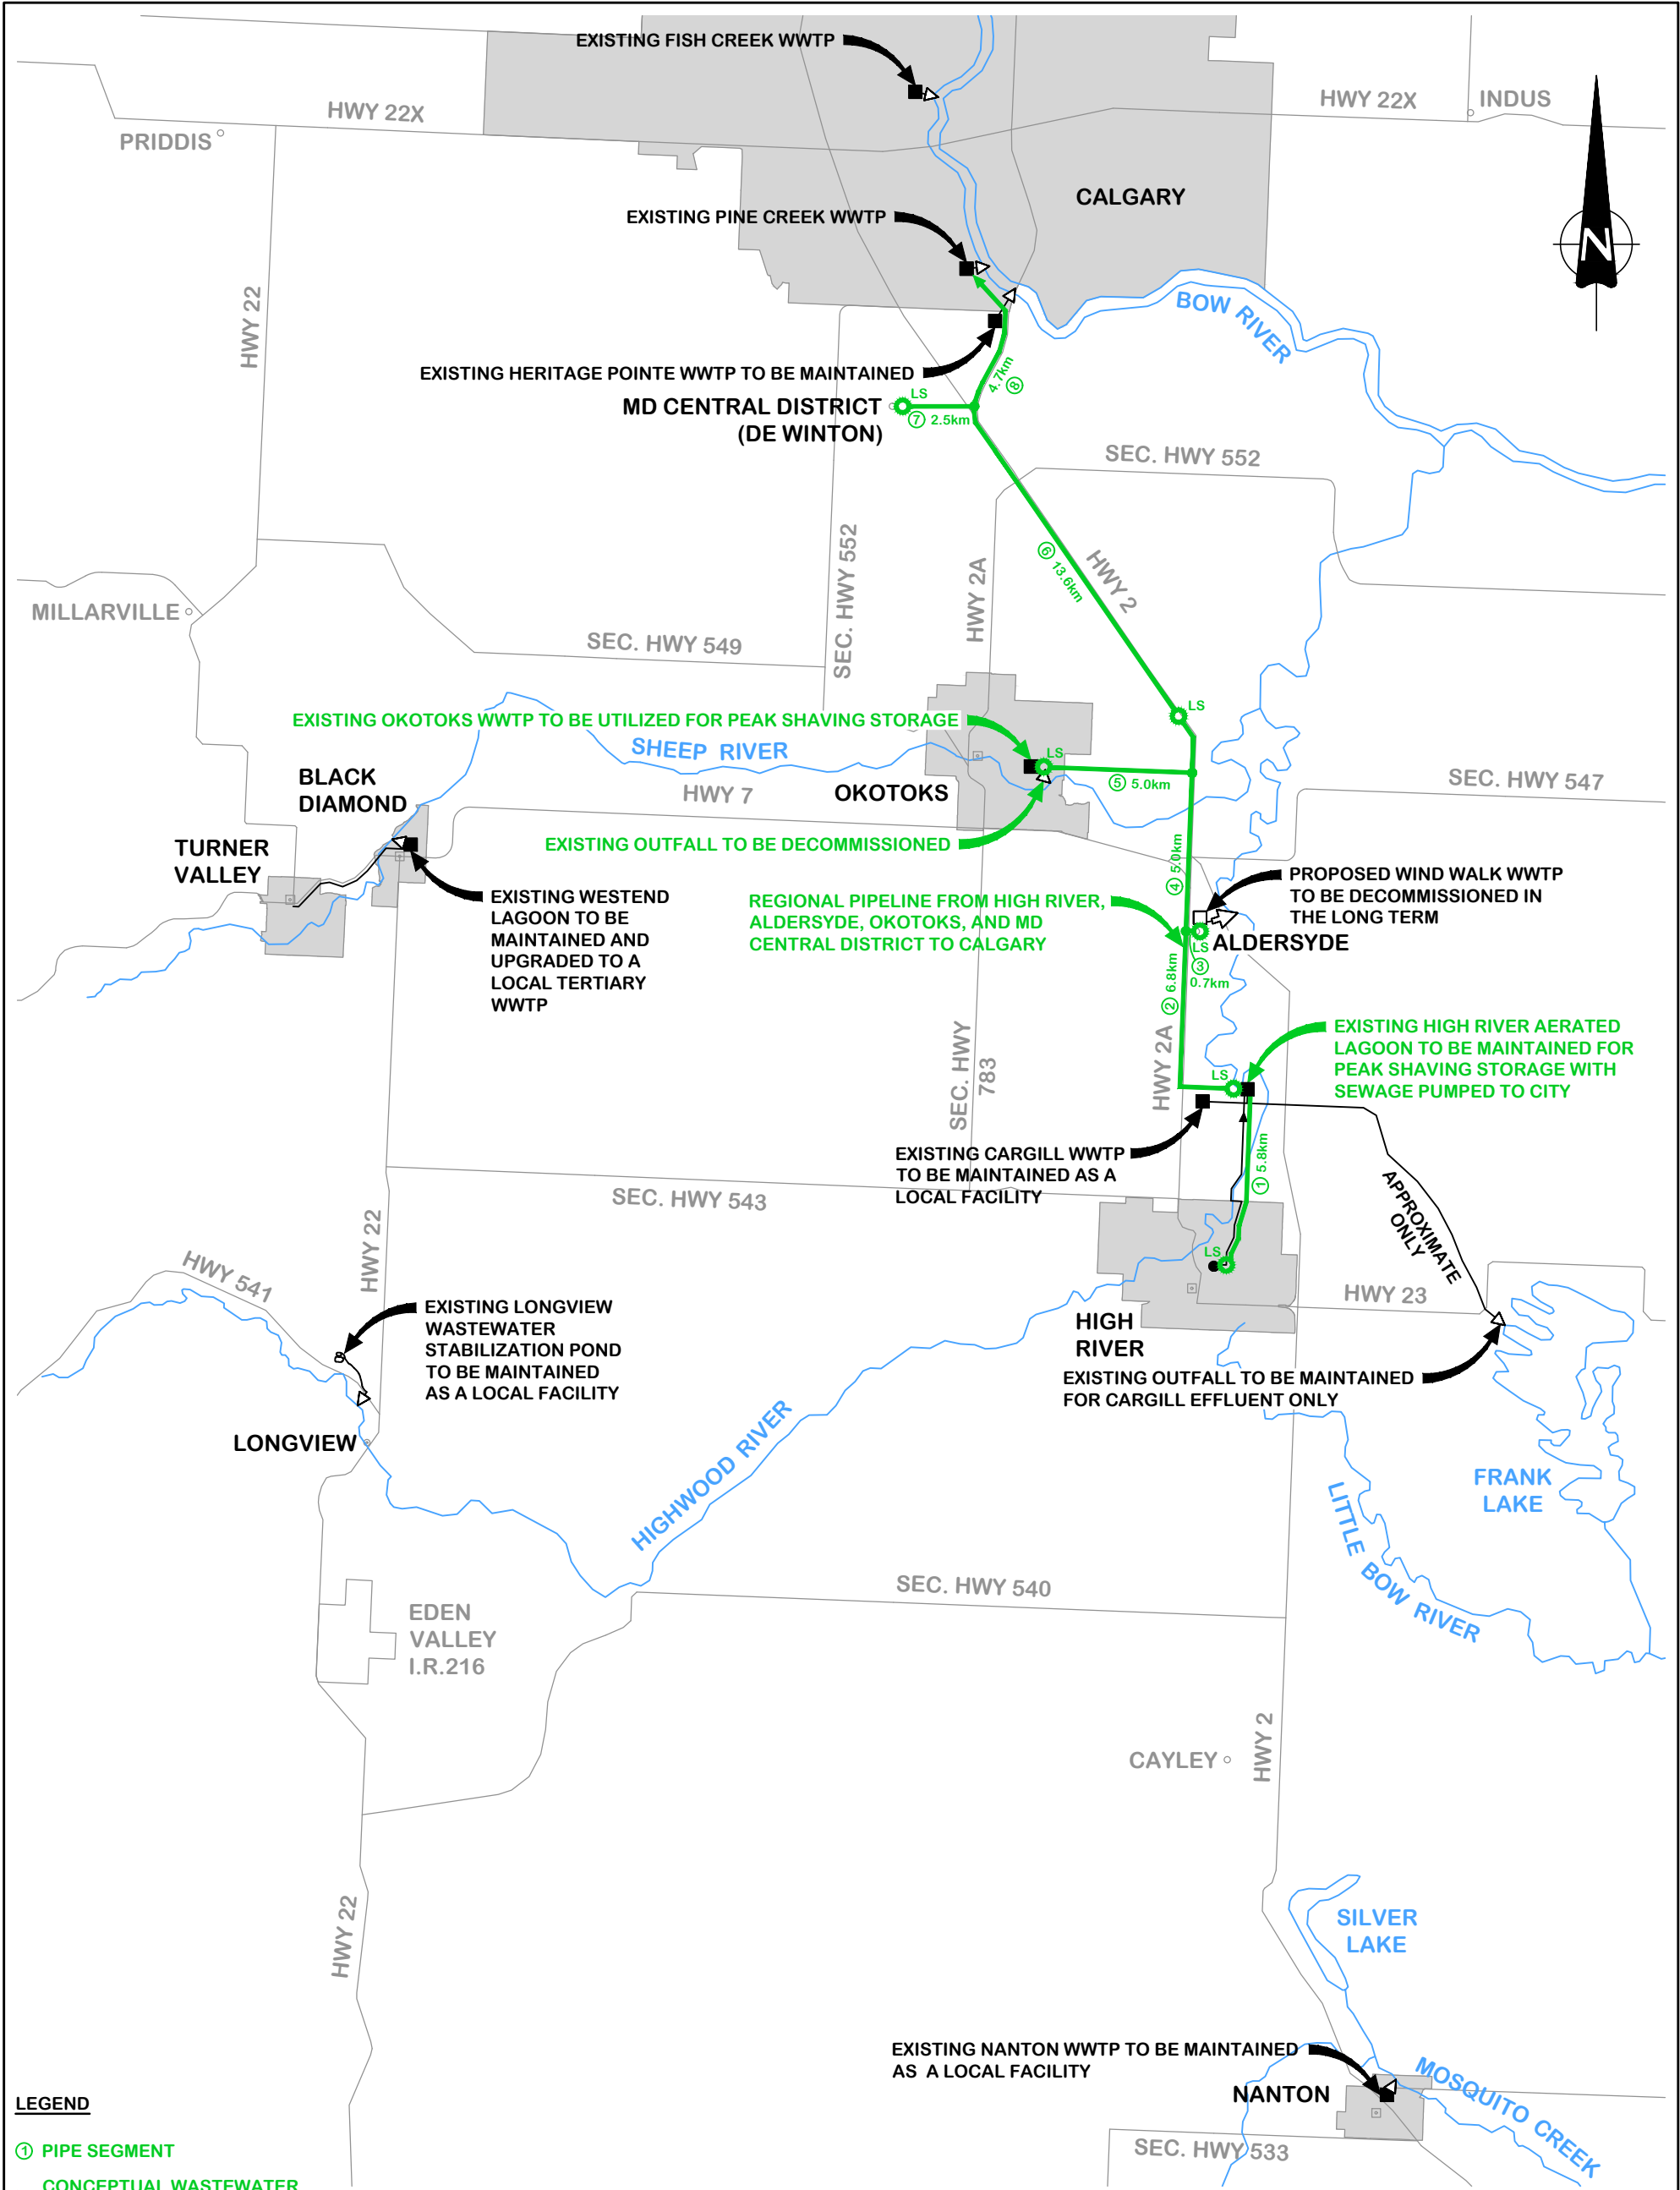 EXISTING FISH CREEK WWTP
HWY 22X
HWY 22X
INDUS
PRIDDIS
CALGARY
EXISTING PINE CREEK WWTP
N
HWY 22
BOW RIVER
EXISTING HERITAGE POINTE WWTP TO BE MAINTAINED
4.7km
8
LS
MD CENTRAL DISTRICT
(DE WINTON)
7 2.5km
SEC. HWY 552
SEC. HWY 552
HWY 2A
6 13.6km
HWY 2
MILLARVILLE
SEC. HWY 549
LS
EXISTING OKOTOKS WWTP TO BE UTILIZED FOR PEAK SHAVING STORAGE
SHEEP RIVER
LS
BLACK
DIAMOND
HWY 7
OKOTOKS
5 5.0km
SEC. HWY 547
EXISTING OUTFALL TO BE DECOMMISSIONED
TURNER
VALLEY
4 5.0km
PROPOSED WIND WALK WWTP
TO BE DECOMMISSIONED IN
THE LONG TERM
EXISTING WESTEND
LAGOON TO BE
MAINTAINED AND
UPGRADED TO A
LOCAL TERTIARY
WWTP
REGIONAL PIPELINE FROM HIGH RIVER,
ALDERSYDE, OKOTOKS, AND MD
CENTRAL DISTRICT TO CALGARY
ALDERSYDE
LS
3
0.7km
2 6.8km
SEC. HWY
783
HWY 2A
EXISTING HIGH RIVER AERATED
LAGOON TO BE MAINTAINED FOR
PEAK SHAVING STORAGE WITH
SEWAGE PUMPED TO CITY
LS
EXISTING CARGILL WWTP
TO BE MAINTAINED AS A
LOCAL FACILITY
1 5.8km
APPROXIMATE
ONLY
SEC. HWY 543
HWY 22
HWY 541
LS
HWY 23
EXISTING LONGVIEW
WASTEWATER
STABILIZATION POND
TO BE MAINTAINED
AS A LOCAL FACILITY
HIGH
RIVER
EXISTING OUTFALL TO BE MAINTAINED
FOR CARGILL EFFLUENT ONLY
LONGVIEW
HIGHWOOD RIVER
FRANK
LAKE
LITTLE BOW RIVER
SEC. HWY 540
EDEN
VALLEY
I.R.216
HWY 2
CAYLEY
HWY 22
SILVER
LAKE
EXISTING NANTON WWTP TO BE MAINTAINED
AS A LOCAL FACILITY
NANTON
MOSQUITO CREEK
SEC. HWY 533
LEGEND
1 PIPE SEGMENT
CONCEPTUAL WASTEWATER